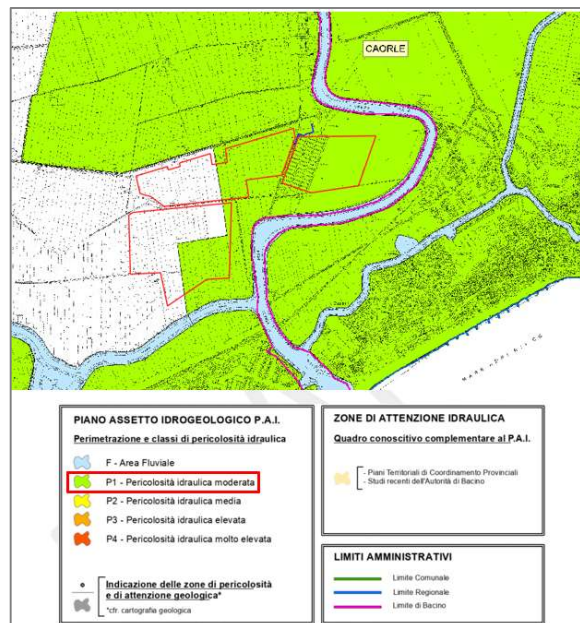 CAORLE
MARE ADRIATICO
PIANO ASSETTO IDROGEOLOGICO P.A.I.
Perimetrazione e classi di pericolosità idraulica
F - Area Fluviale
P1 - Pericolosità idraulica moderata
P2 - Pericolosità idraulica media
P3 - Pericolosità idraulica elevata
P4 - Pericolosità idraulica molto elevata
Indicazione delle zone di pericolosità
e di attenzione geologica*
*cfr. cartografia geologica
ZONE DI ATTENZIONE IDRAULICA
Quadro conoscitivo complementare al P.A.I.
- Piani Territoriali di Coordinamento Provinciali
- Studi recenti dell'Autorità di Bacino
LIMITI AMMINISTRATIVI
Limite Comunale
Limite Regionale
Limite di Bacino